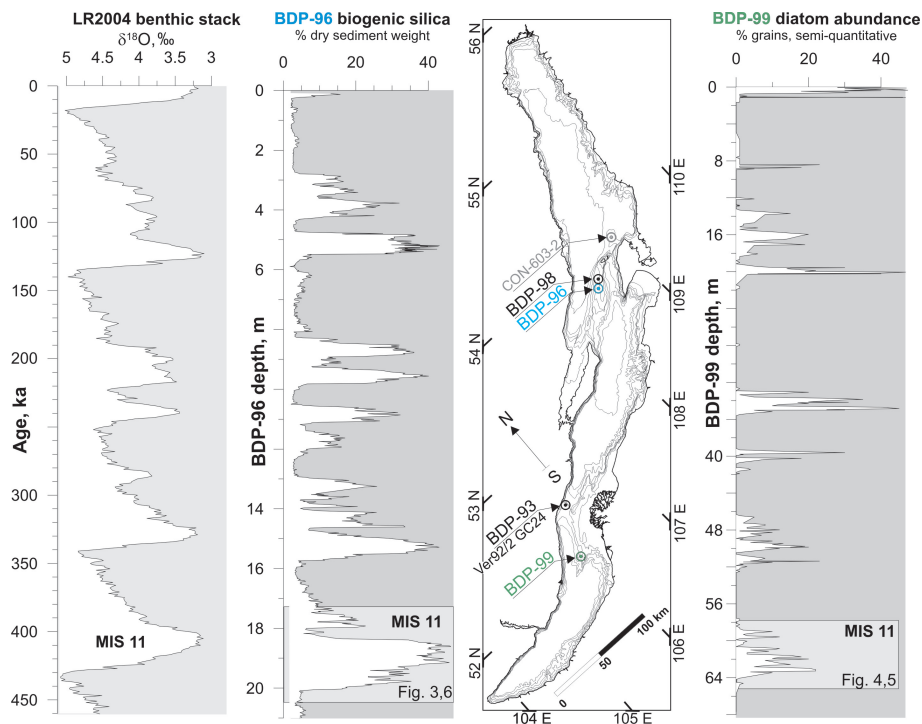 LR2004 benthic stack
δ¹⁸O, ‰
5 4.5 4 3.5 3
Age, ka
0
50
100
150
200
250
300
350
400
450
MIS 11
BDP-96 biogenic silica
% dry sediment weight
0 20 40
BDP-96 depth, m
0
2
4
6
8
10
12
14
16
18
20
MIS 11
Fig. 3,6
56 N
55 N
54 N
53 N
52 N
110 E
109 E
108 E
107 E
106 E
104 E
105 E
CON-603-2
BDP-98
BDP-96
N
S
BDP-93
Ver92/2 GC24
BDP-99
0 50 100 km
BDP-99 diatom abundance
% grains, semi-quantitative
0 20 40
BDP-99 depth, m
0
8
16
40
48
56
64
MIS 11
Fig. 4,5